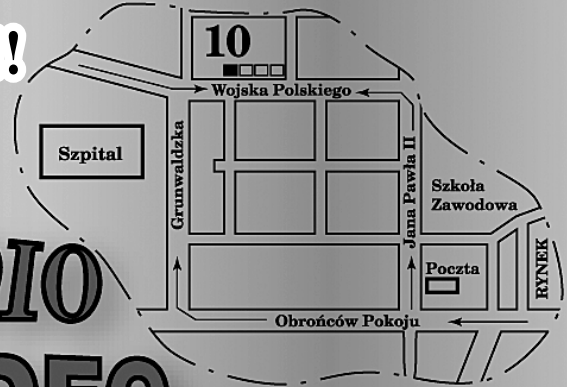 !
10
Wojska Polskiego
Szpital
Grunwaldzka
Jana Pawła II
Szkoła
Zawodowa
Poczta
RYNEK
Obrońców Pokoju